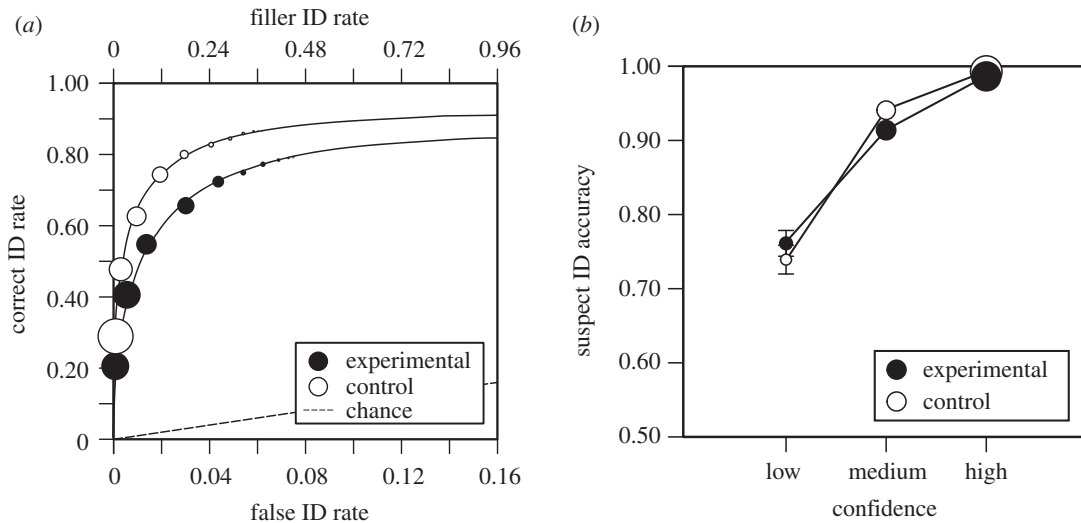 (a)
filler ID rate
0 0.24 0.48 0.72 0.96
correct ID rate
1.00
0.80
0.60
0.40
0.20
0
experimental
control
chance
0 0.04 0.08 0.12 0.16
false ID rate
(b)
suspect ID accuracy
1.00
0.90
0.80
0.70
0.60
0.50
experimental
control
low medium high
confidence